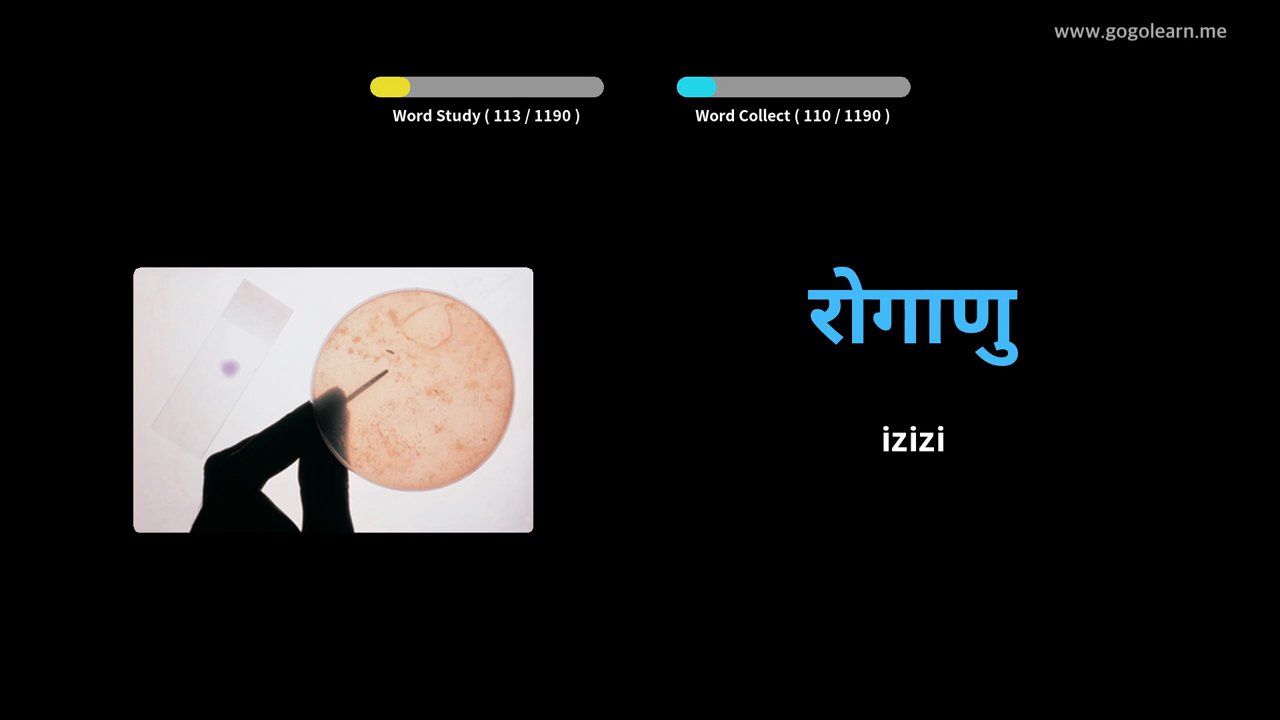 www.gogolearn.me
Word Study ( 113 / 1190 )
Word Collect ( 110 / 1190 )
रोगाणु
izizi